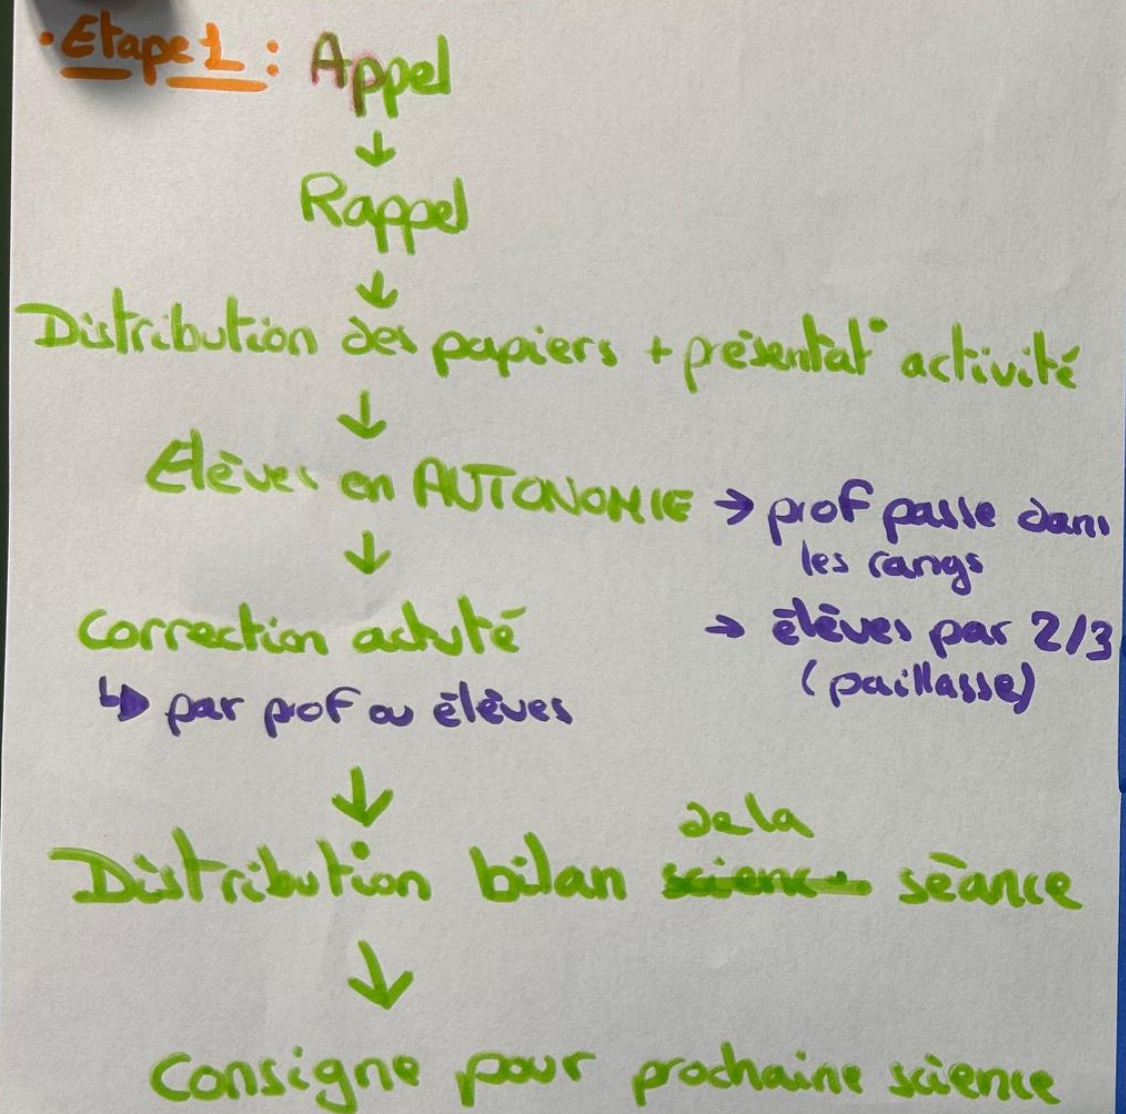 • Etape 1 : Appel
↓
Rappel
↓
Distribution des papiers + présentat° activité
↓
Elèves en AUTONOMIE → prof passe dans
les rangs
↓
→ élèves par 2/3
(paillasse)
Correction activité
↳ par prof ou élèves
↓
de la
Distribution bilan scienc séance
↓
Consigne pour prochaine science